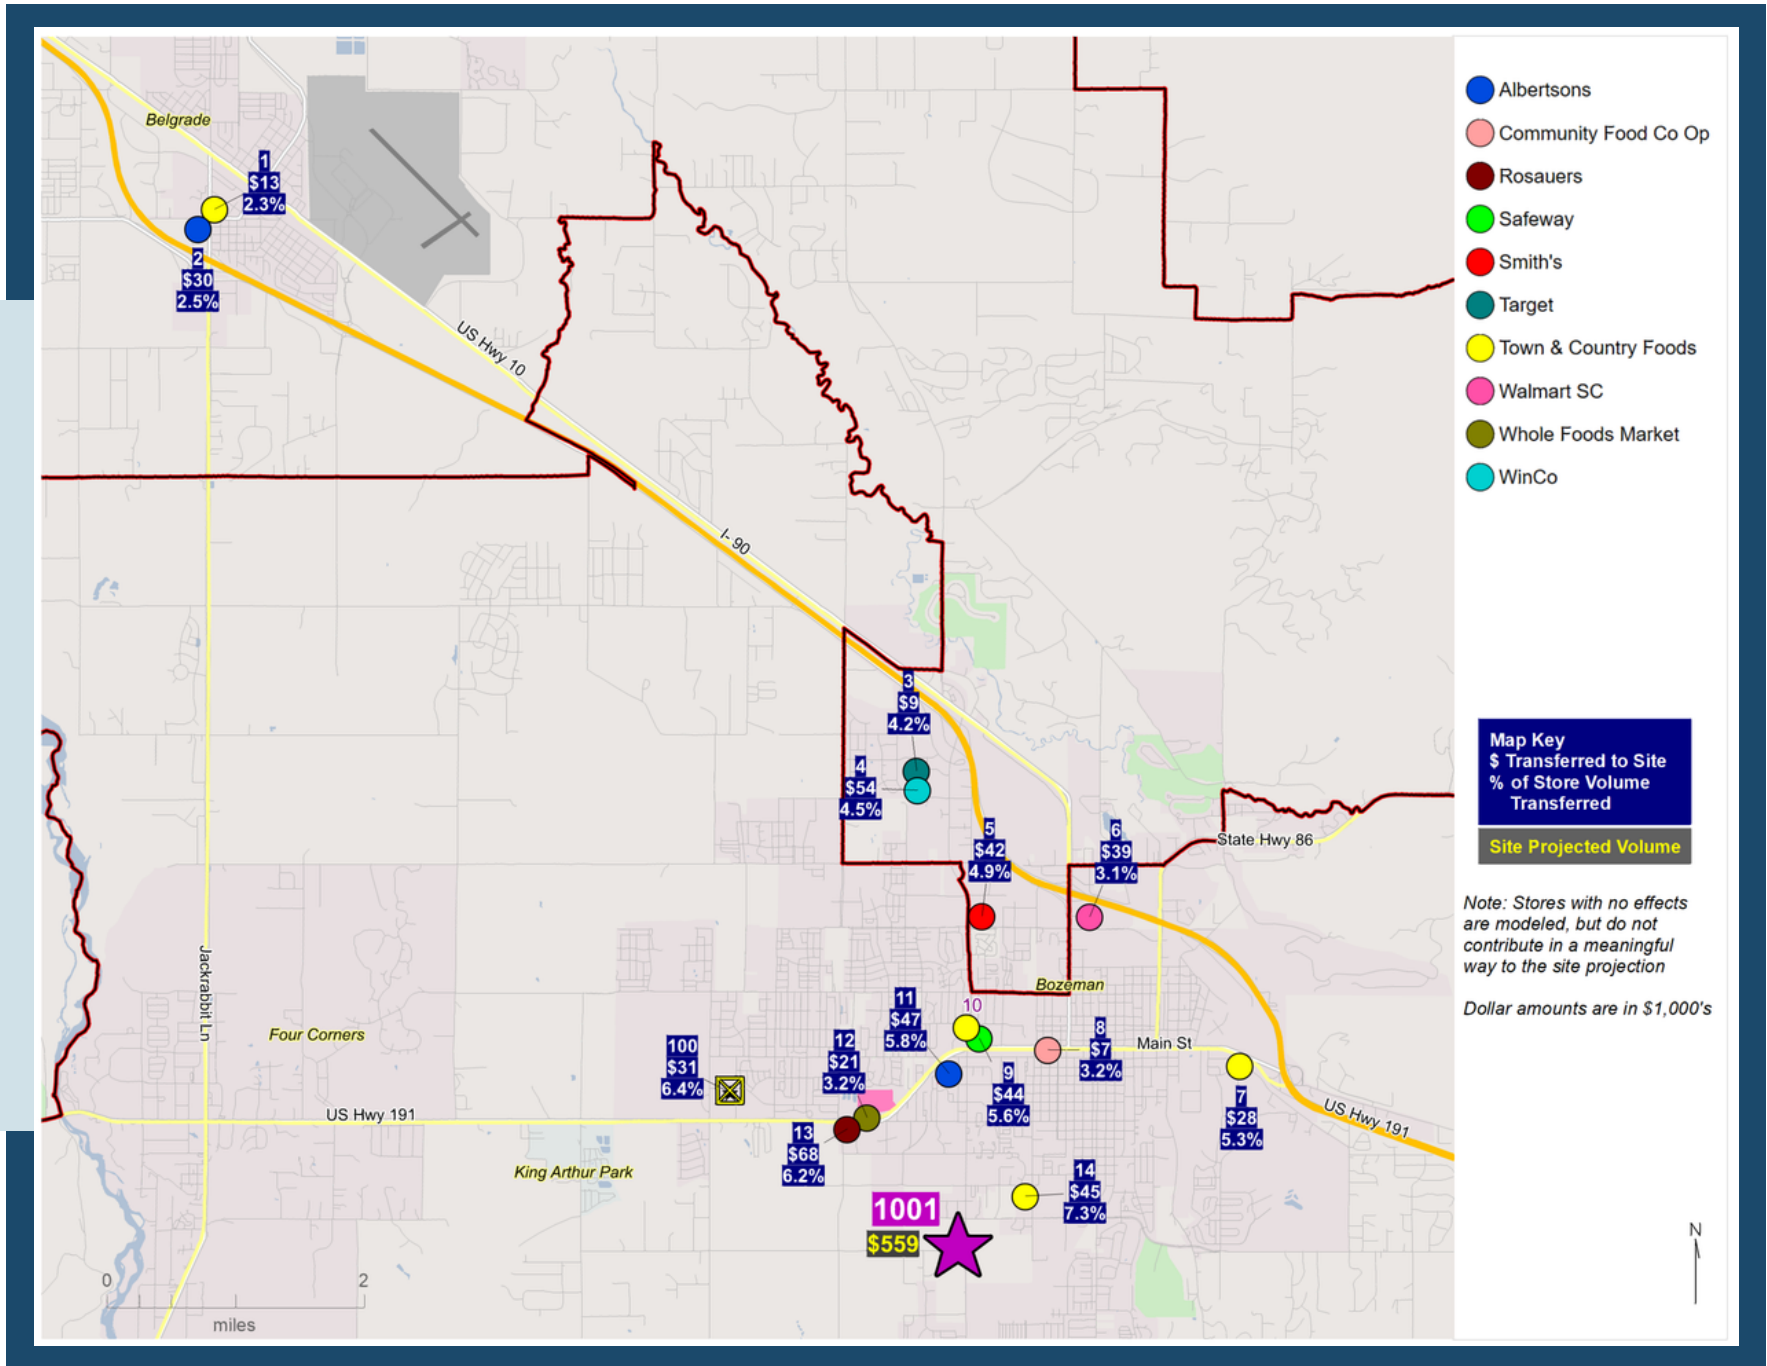 Belgrade
1
$13
2.3%
2
$30
2.5%
US Hwy 10
I- 90
3
$9
4.2%
4
$54
4.5%
5
$42
4.9%
6
$39
3.1%
State Hwy 86
Jackrabbit Ln
Four Corners
Bozeman
10
11
$47
5.8%
12
$21
3.2%
100
$31
6.4%
8
$7
3.2%
Main St
9
$44
5.6%
7
$28
5.3%
US Hwy 191
US Hwy 191
13
$68
6.2%
King Arthur Park
14
$45
7.3%
1001
$559
0 2
miles
Albertsons
Community Food Co Op
Rosauers
Safeway
Smith's
Target
Town & Country Foods
Walmart SC
Whole Foods Market
WinCo
Map Key
$ Transferred to Site
% of Store Volume
Transferred
Site Projected Volume
Note: Stores with no effects
are modeled, but do not
contribute in a meaningful
way to the site projection
Dollar amounts are in $1,000's
N